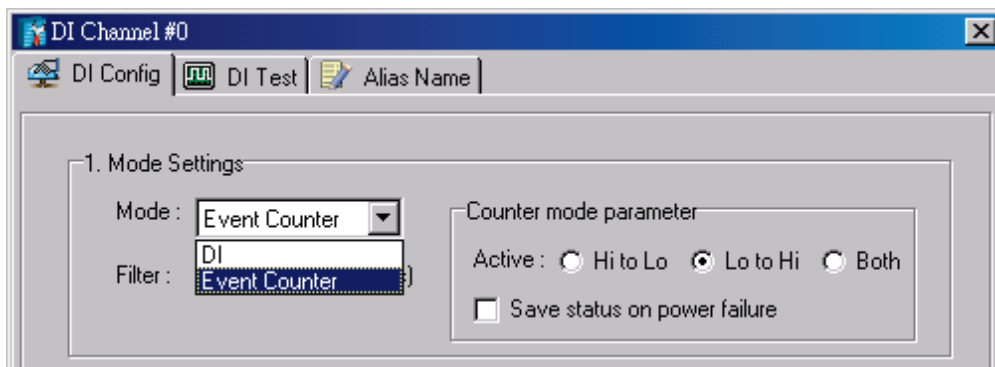 DI Channel #0
DI Config DI Test Alias Name
1. Mode Settings
Mode : Event Counter
DI
Event Counter
Filter :
)
Counter mode parameter
Active : Hi to Lo Lo to Hi Both
Save status on power failure